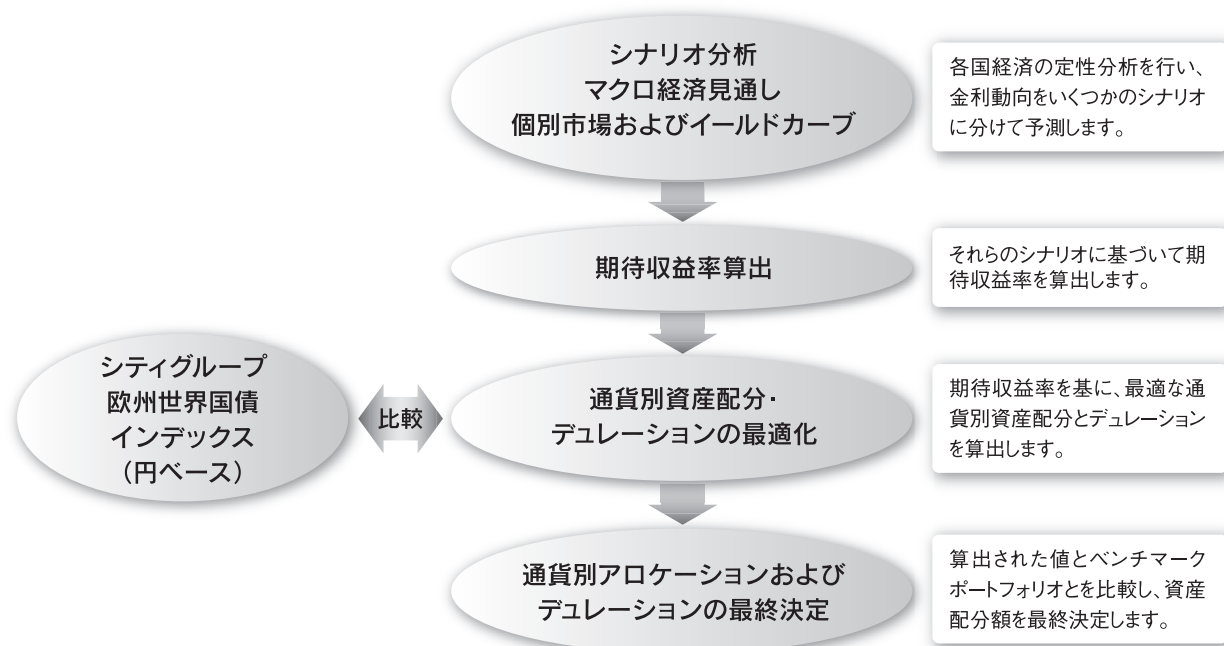 シナリオ分析
マクロ経済見通し
個別市場およびイールドカーブ
各国経済の定性分析を行い、
金利動向をいくつかのシナリオ
に分けて予測します。
期待収益率算出
それらのシナリオに基づいて期
待収益率を算出します。
シティグループ
欧州世界国債
インデックス
（円ベース）
比較
通貨別資産配分・
デュレーションの最適化
期待収益率を基に、最適な通
貨別資産配分とデュレーション
を算出します。
通貨別アロケーションおよび
デュレーションの最終決定
算出された値とベンチマーク
ポートフォリオとを比較し、資産
配分額を最終決定します。